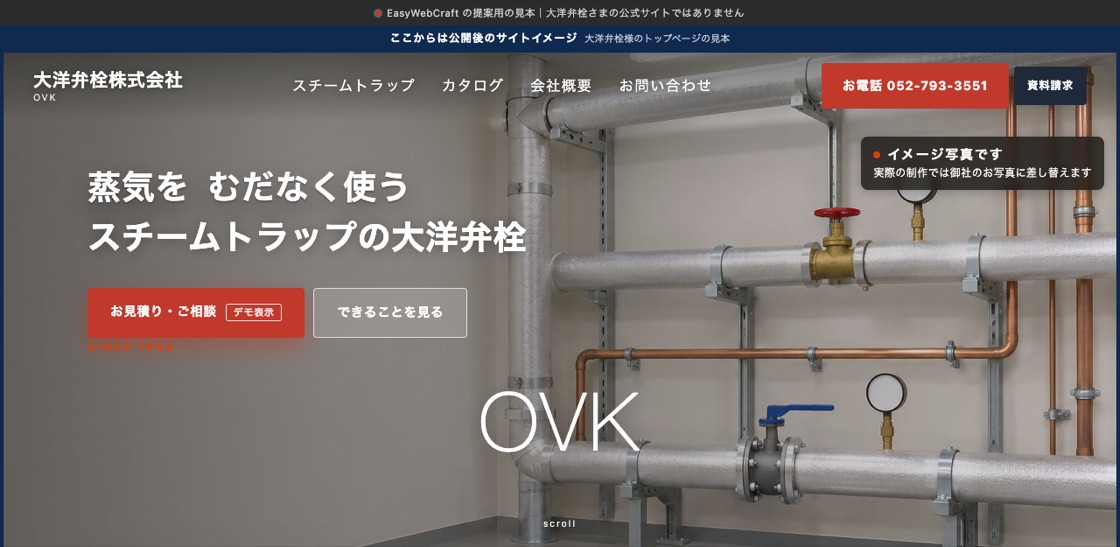 EasyWebCraft の提案用の見本｜大洋弁栓さまの公式サイトではありません
ここからは公開後のサイトイメージ 大洋弁栓様のトップページの見本
大洋弁栓株式会社
OVK
スチームトラップ カタログ 会社概要 お問い合わせ
お電話 052-793-3551
資料請求
イメージ写真です
実際の制作では御社のお写真に差し替えます
蒸気を むだなく使う
スチームトラップの大洋弁栓
お見積り・ご相談 デモ表示
できることを見る
OVK
scroll